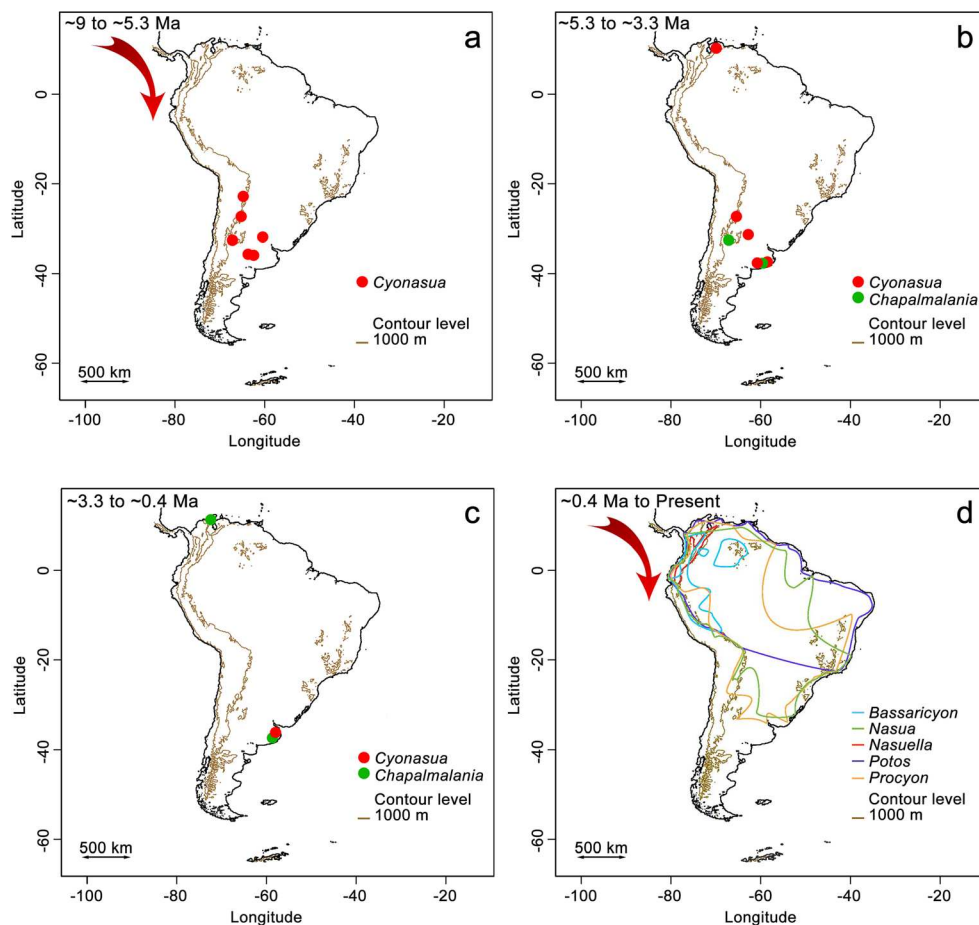 ~9 to ~5.3 Ma
a
0
-20
-40
-60
Latitude
Cyonasua
Contour level
1000 m
500 km
-100
-80
-60
-40
-20
Longitude
~5.3 to ~3.3 Ma
b
0
-20
-40
-60
Latitude
Cyonasua
Chapalmalania
Contour level
1000 m
500 km
-100
-80
-60
-40
-20
Longitude
~3.3 to ~0.4 Ma
c
0
-20
-40
-60
Latitude
Cyonasua
Chapalmalania
Contour level
1000 m
500 km
-100
-80
-60
-40
-20
Longitude
~0.4 Ma to Present
d
0
-20
-40
-60
Latitude
Bassaricyon
Nasua
Nasuella
Potos
Procyon
Contour level
1000 m
500 km
-100
-80
-60
-40
-20
Longitude